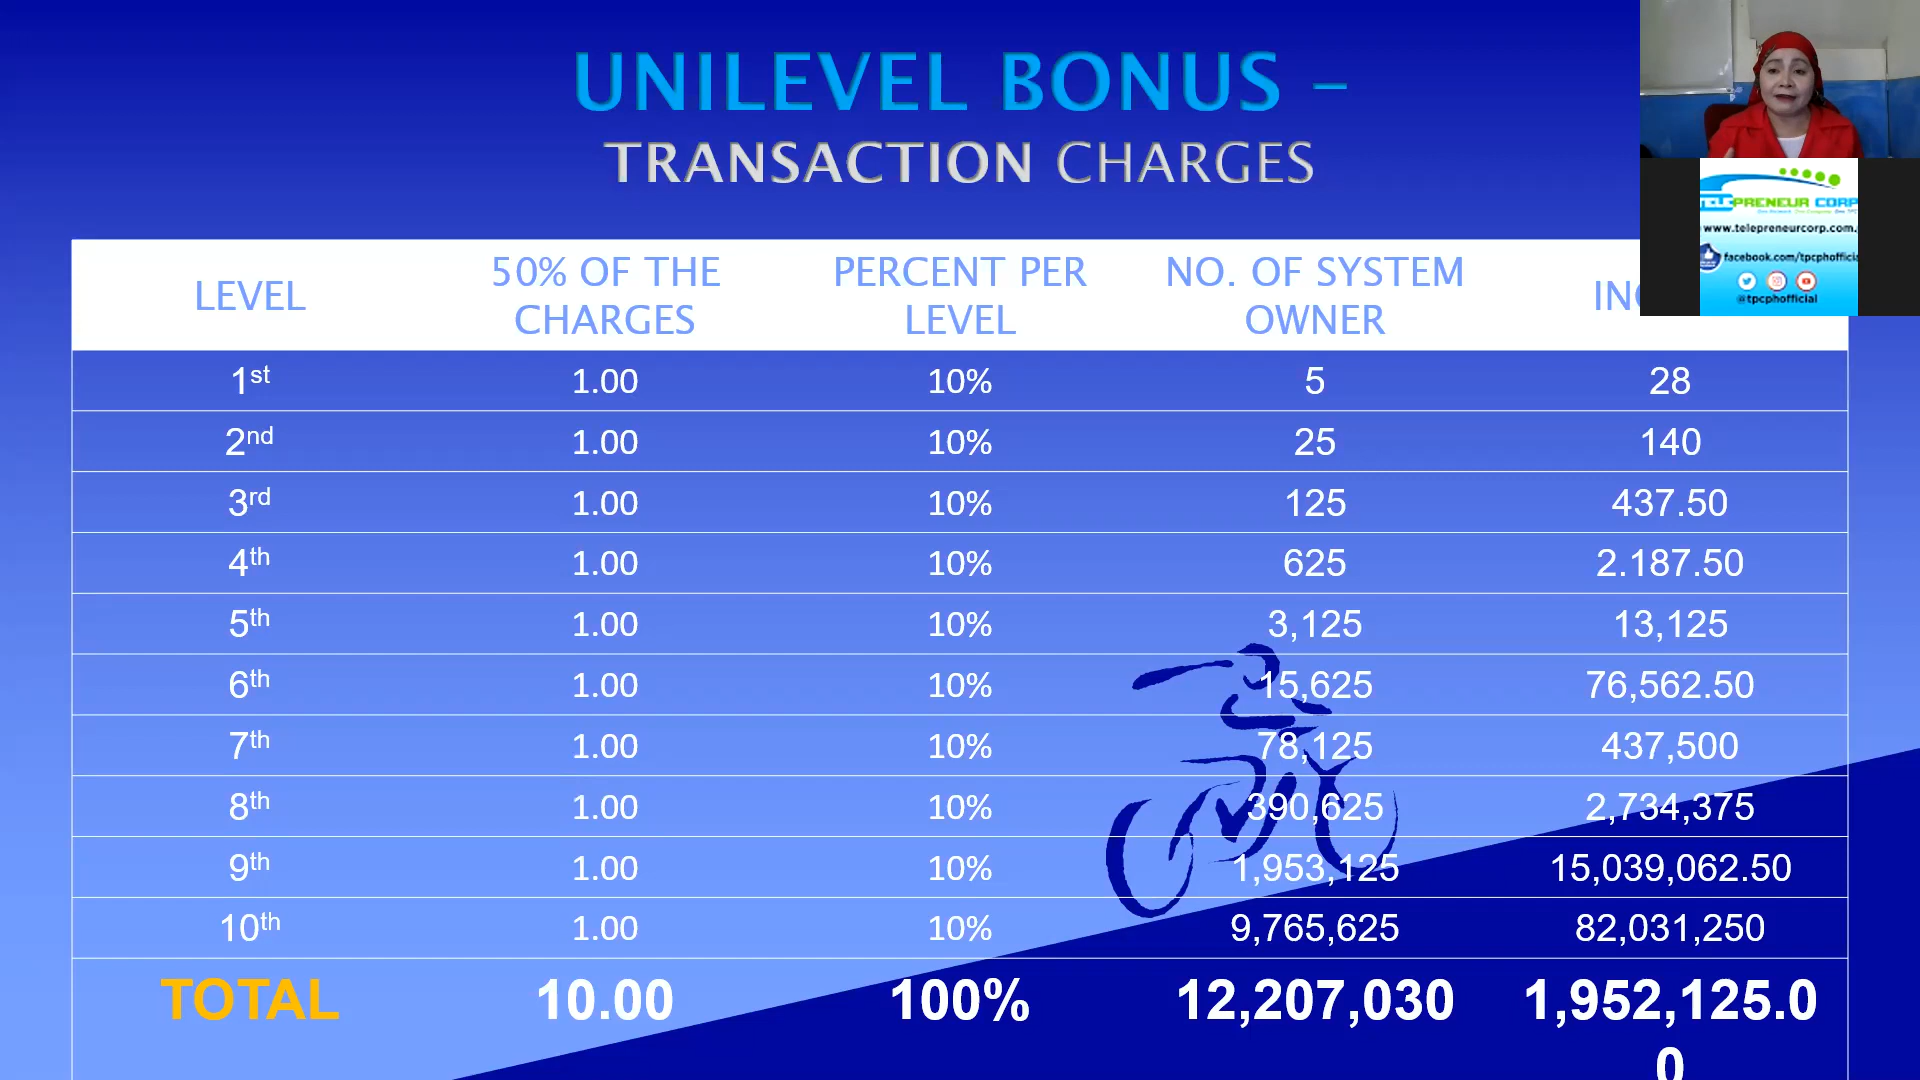 UNILEVEL BONUS –
TRANSACTION CHARGES
TELEPRENEUR CORP
www.telepreneurcorp.com.
facebook.com/tpcphofficia
@tpcphofficial
LEVEL 50% OF THE CHARGES PERCENT PER LEVEL NO. OF SYSTEM OWNER
1st 1.00 10% 5 28
2nd 1.00 10% 25 140
3rd 1.00 10% 125 437.50
4th 1.00 10% 625 2.187.50
5th 1.00 10% 3,125 13,125
6th 1.00 10% 15,625 76,562.50
7th 1.00 10% 78,125 437,500
8th 1.00 10% 390,625 2,734,375
9th 1.00 10% 1,953,125 15,039,062.50
10th 1.00 10% 9,765,625 82,031,250
TOTAL 10.00 100% 12,207,030 1,952,125.0
0